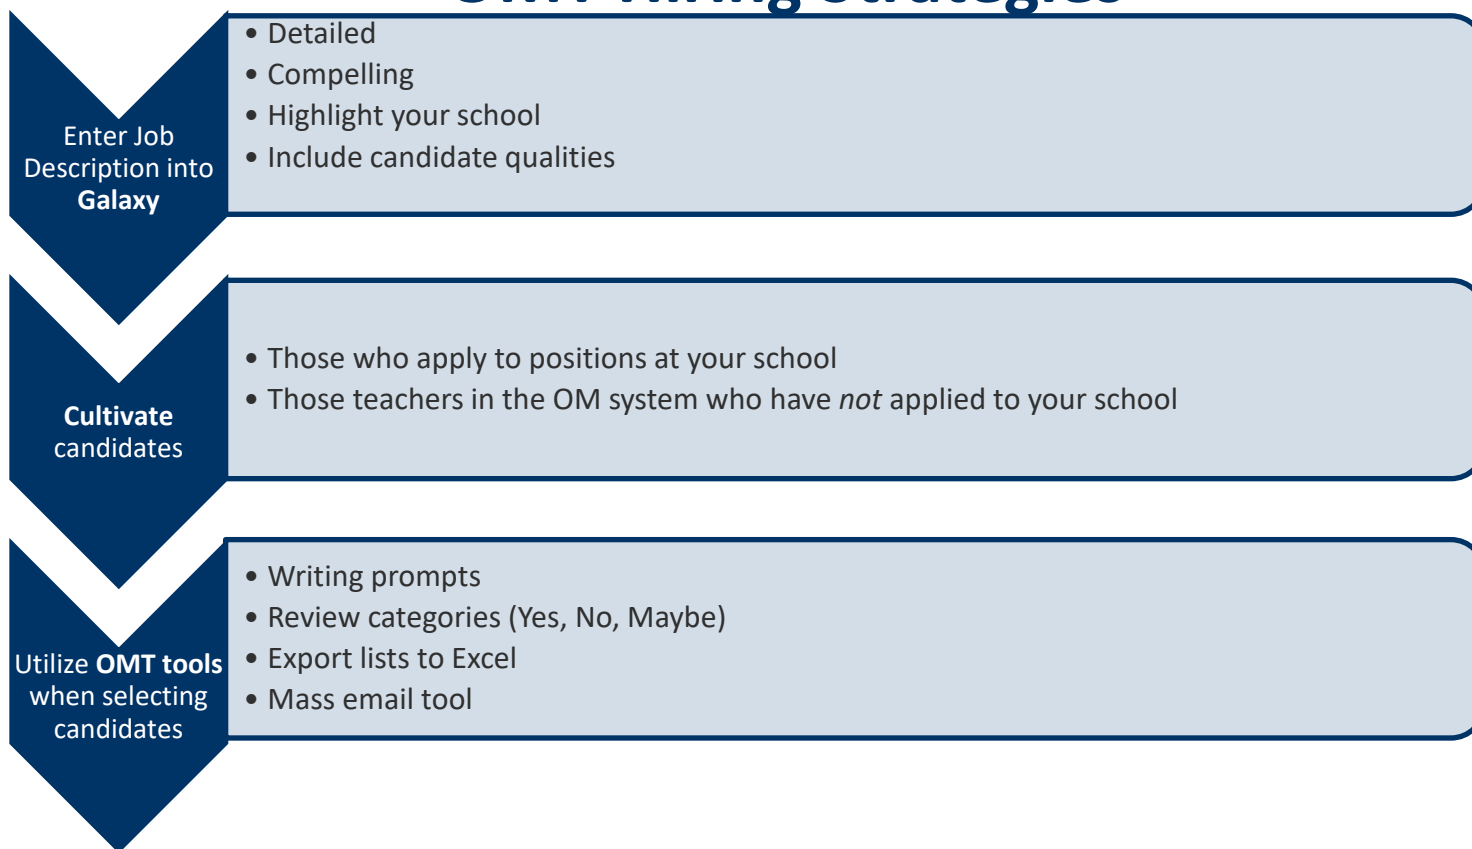 Hiring Strategies
Enter Job
Description into
Galaxy
• Detailed
• Compelling
• Highlight your school
• Include candidate qualities
Cultivate
candidates
• Those who apply to positions at your school
• Those teachers in the OM system who have not applied to your school
Utilize OMT tools
when selecting
candidates
• Writing prompts
• Review categories (Yes, No, Maybe)
• Export lists to Excel
• Mass email tool